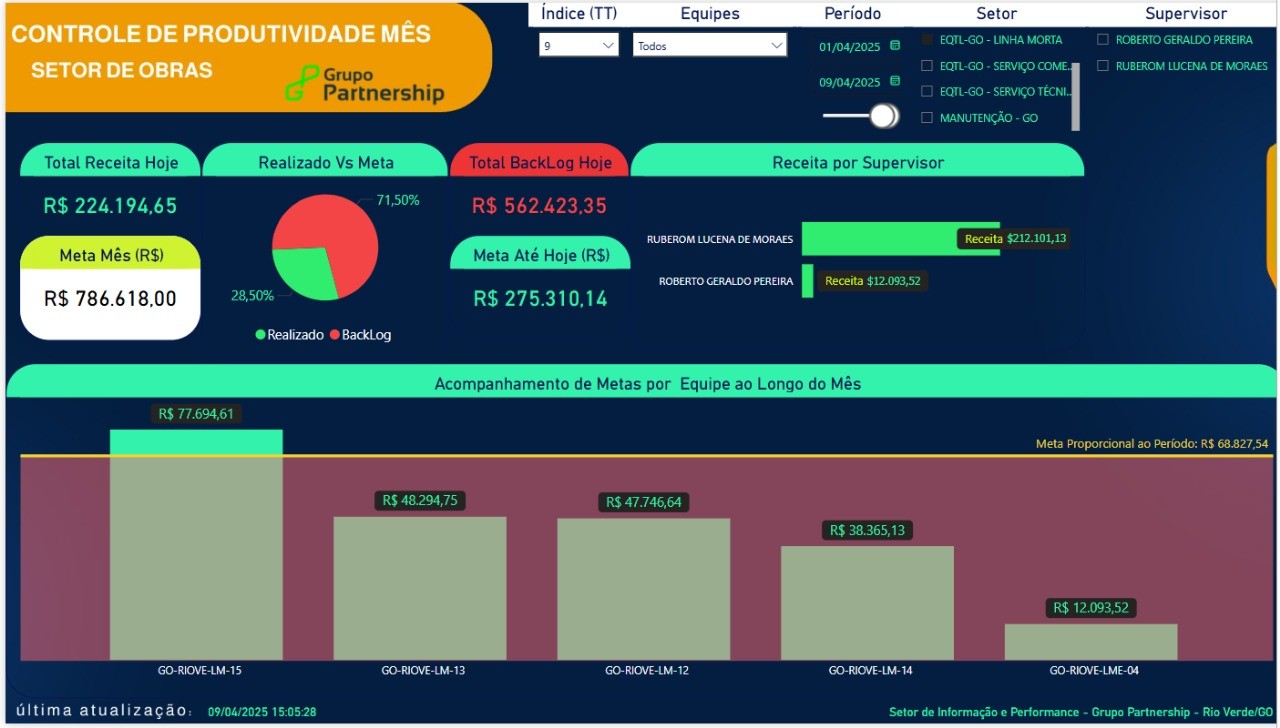 CONTROLE DE PRODUTIVIDADE MÊS
SETOR DE OBRAS
Grupo
Partnership
Índice (TT)
9
Equipes
Todos
Período
01/04/2025
09/04/2025
Setor
EQTL-GO - LINHA MORTA
EQTL-GO - SERVIÇO COME...
EQTL-GO - SERVIÇO TÉCNI...
MANUTENÇÃO - GO
Supervisor
ROBERTO GERALDO PEREIRA
RUBEROM LUCENA DE MORAES
Total Receita Hoje
R$ 224.194,65
Meta Mês (R$)
R$ 786.618,00
Realizado Vs Meta
71,50%
28,50%
Realizado BackLog
Total BackLog Hoje
R$ 562.423,35
Meta Até Hoje (R$)
R$ 275.310,14
Receita por Supervisor
RUBEROM LUCENA DE MORAES Receita $212.101,13
ROBERTO GERALDO PEREIRA Receita $12.093,52
Acompanhamento de Metas por Equipe ao Longo do Mês
Meta Proporcional ao Período: R$ 68.827,54
R$ 77.694,61
R$ 48.294,75
R$ 47.746,64
R$ 38.365,13
R$ 12.093,52
GO-RIOVE-LM-15
GO-RIOVE-LM-13
GO-RIOVE-LM-12
GO-RIOVE-LM-14
GO-RIOVE-LME-04
última atualização: 09/04/2025 15:05:28
Setor de Informação e Performance - Grupo Partnership - Rio Verde/GO